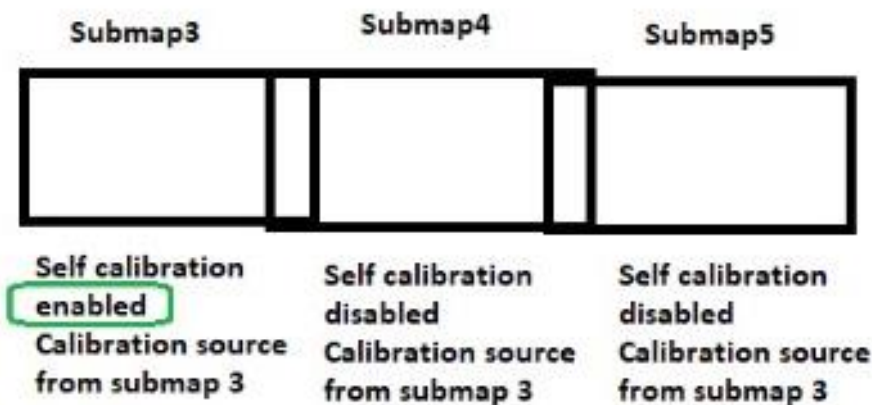 Submap3
Submap4
Submap5
Self calibration
enabled
Calibration source
from submap 3
Self calibration
disabled
Calibration source
from submap 3
Self calibration
disabled
Calibration source
from submap 3